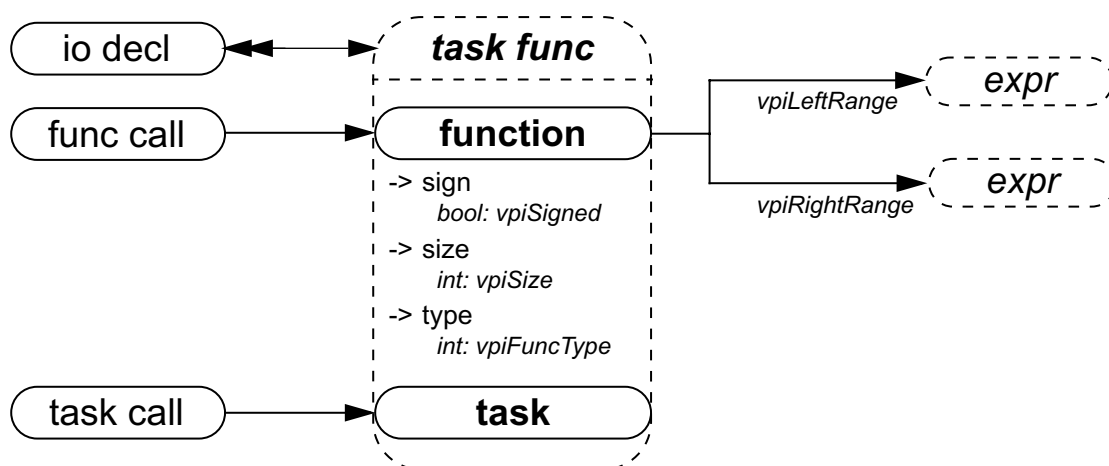 io decl
task func
expr
vpiLeftRange
func call
function
expr
vpiRightRange
-> sign
bool: vpiSigned
-> size
int: vpiSize
-> type
int: vpiFuncType
task call
task